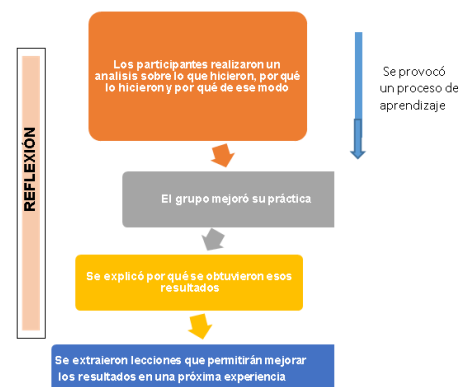 Los participantes realizaron un
analisis sobre lo que hicieron, por qué
lo hicieron y por qué de ese modo
Se provocó
un proceso de
aprendizaje
REFLEXIÓN
El grupo mejoró su práctica
Se explicó por qué se obtuvieron esos
resultados
Se extraieron lecciones que permitirán mejorar
los resultados en una próxima experiencia